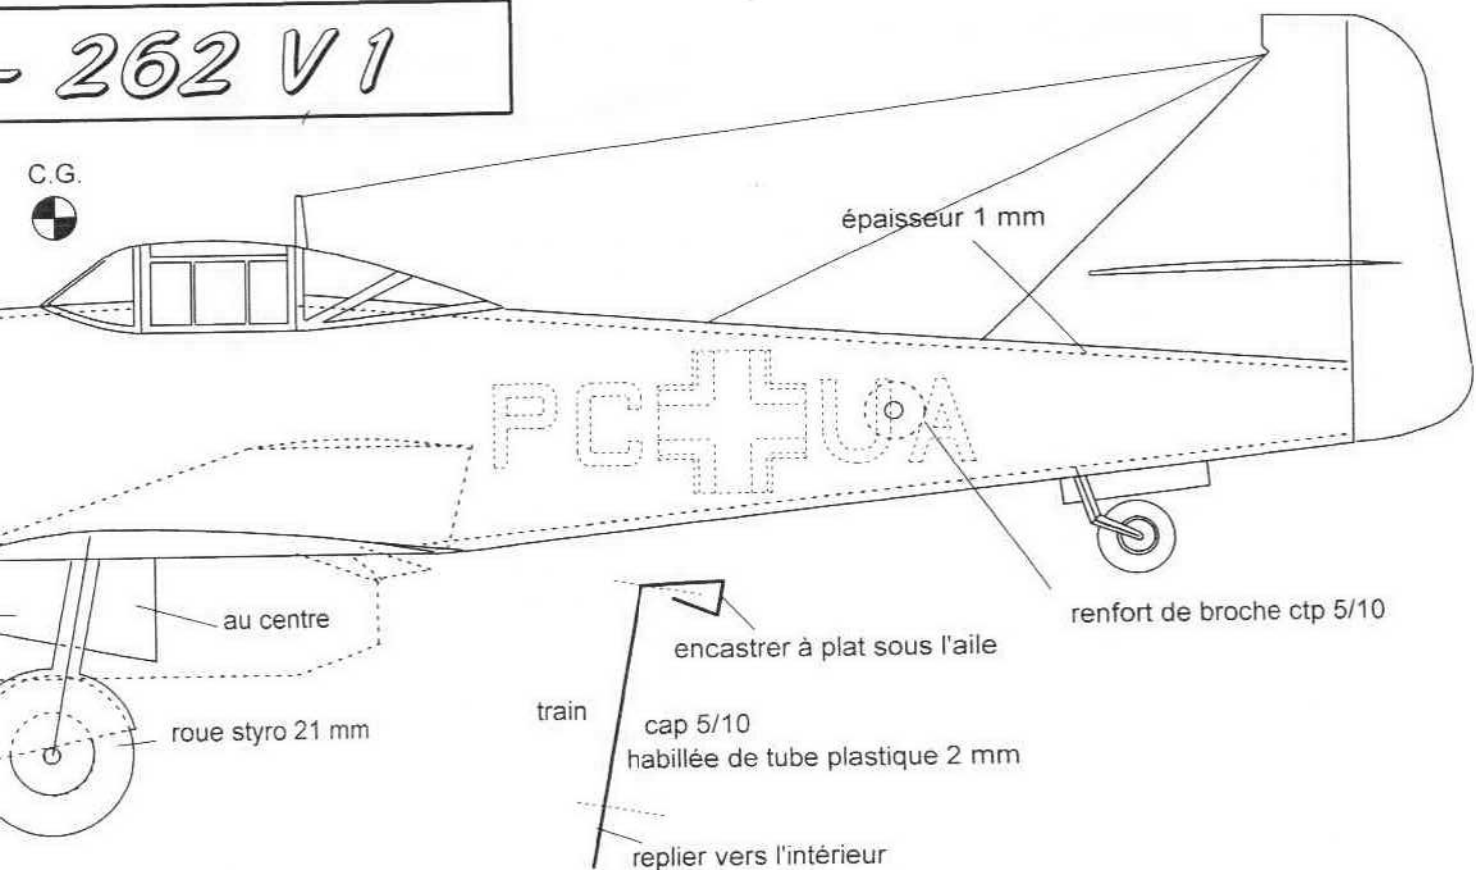 - 262 V 1
C.G.
épaisseur 1 mm
PC UA
au centre
renfort de broche ctp 5/10
encastrer à plat sous l'aile
train
cap 5/10
habillée de tube plastique 2 mm
roue styro 21 mm
replier vers l'intérieur